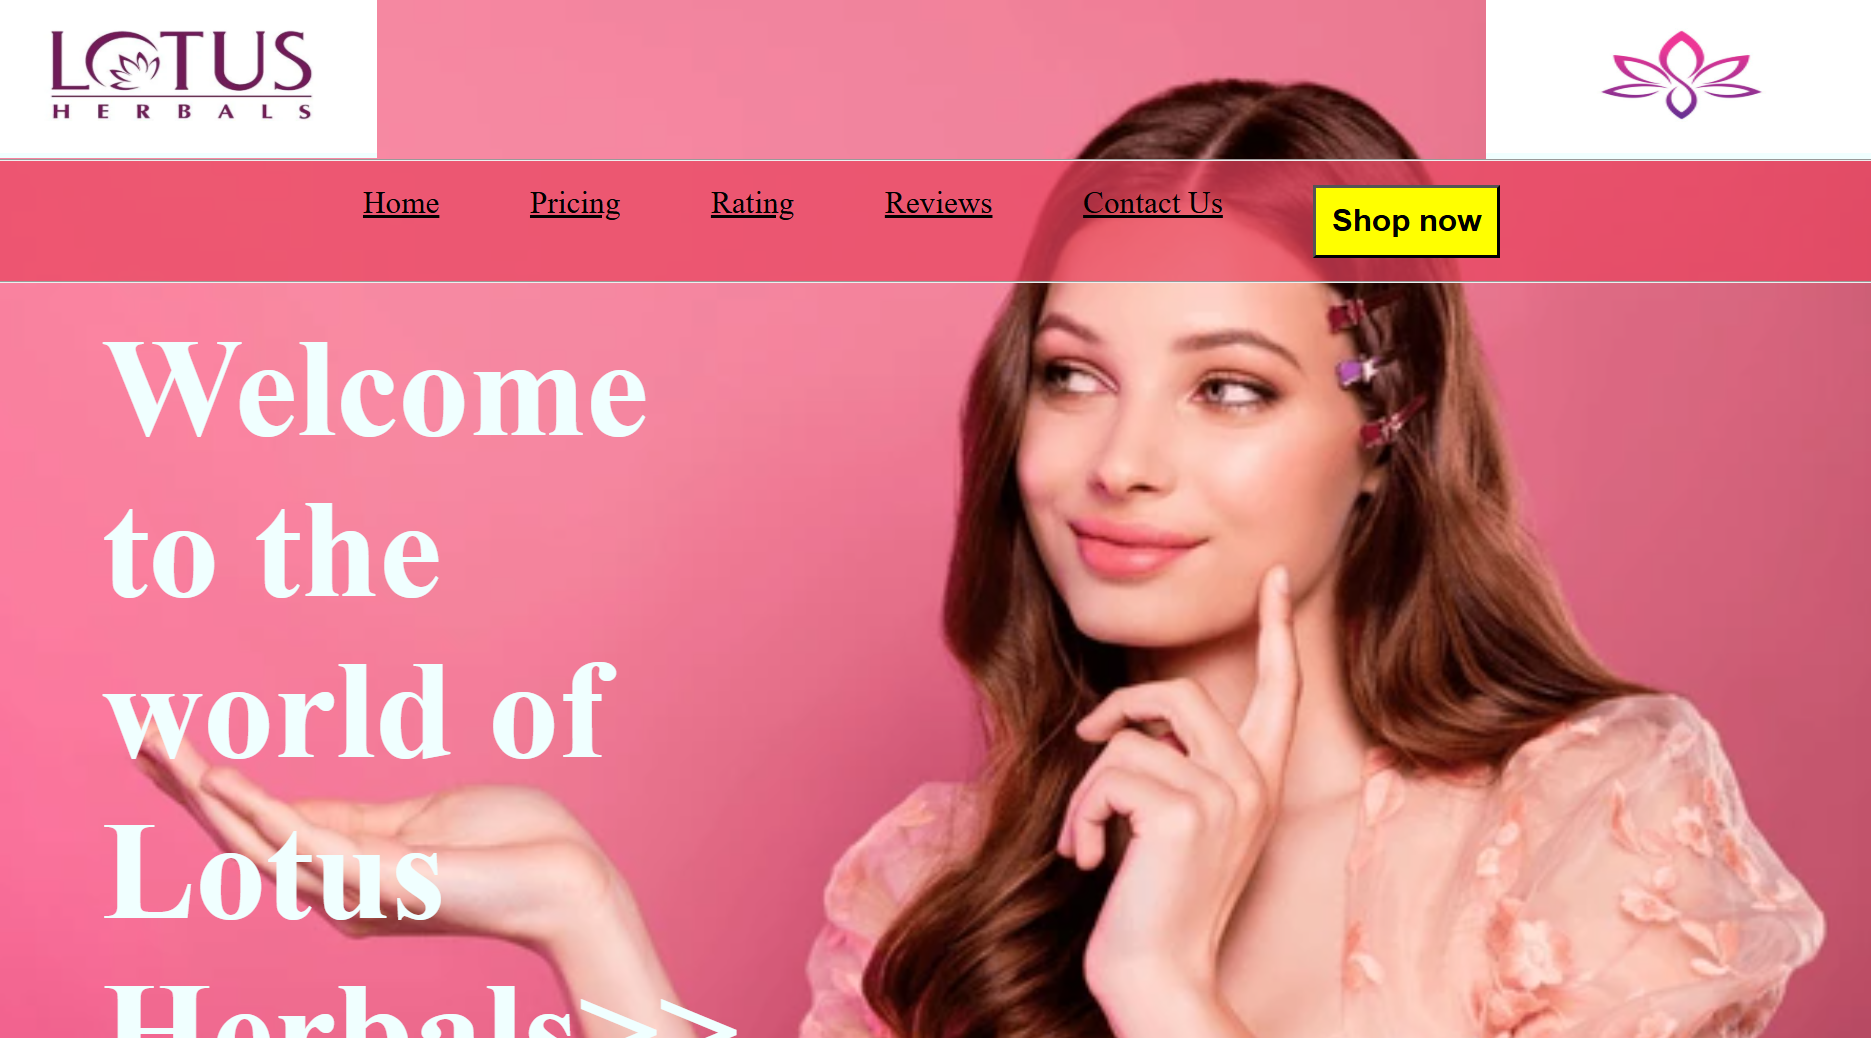 LOTUS
HERBALS
Home Pricing Rating Reviews Contact Us Shop now
Welcome
to the
world of
Lotus
Herbals>>